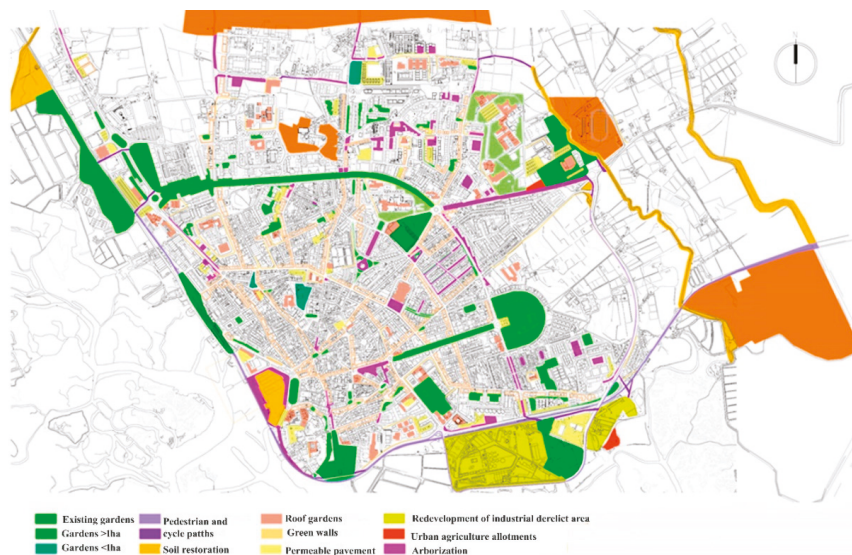 Existing gardens
Gardens >1ha
Gardens <1ha
Pedestrian and
cycle patths
Soil restoration
Roof gardens
Green walls
Permeable pavement
Redevelopment of industrial derelict area
Urban agriculture allotments
Arborization